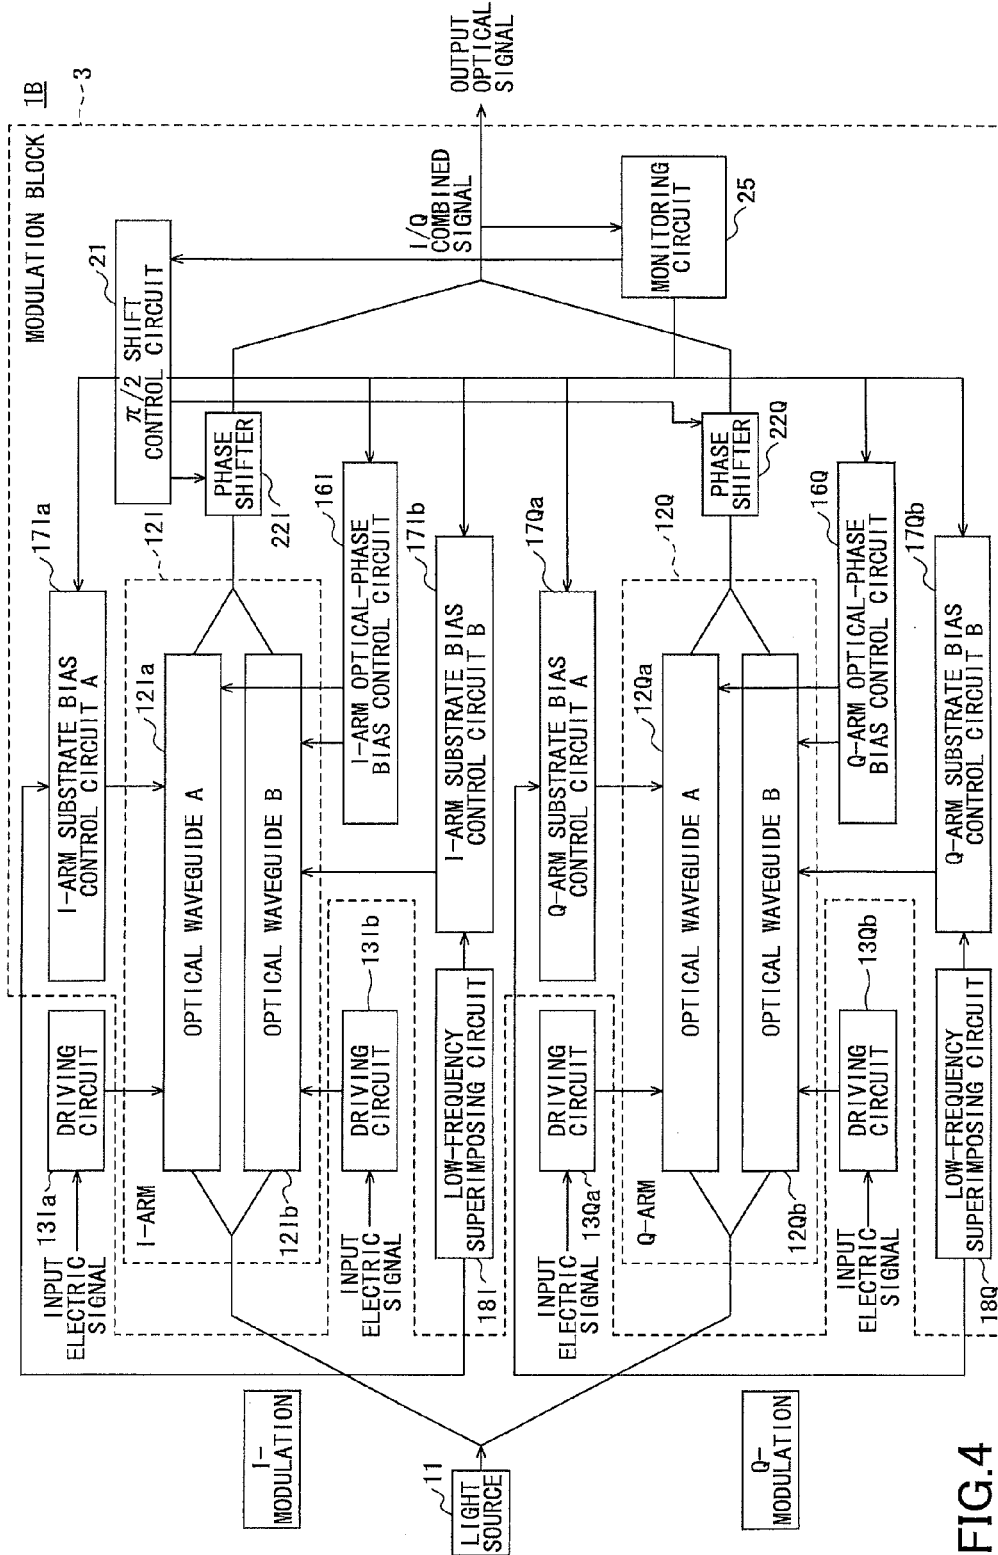 1B
3
MODULATION BLOCK
21
π/2 SHIFT
CONTROL CIRCUIT
I/Q
COMBINED
SIGNAL
OUTPUT
OPTICAL
SIGNAL
MONITORING
CIRCUIT
25
17Ia
I-ARM SUBSTRATE BIAS
CONTROL CIRCUIT A
12I
PHASE
SHIFTER
22I
13Ia
DRIVING
CIRCUIT
INPUT
ELECTRIC
SIGNAL
I-ARM
12Ia
OPTICAL WAVEGUIDE A
OPTICAL WAVEGUIDE B
12Ib
16I
I-ARM OPTICAL-PHASE
BIAS CONTROL CIRCUIT
13Ib
DRIVING
CIRCUIT
INPUT
ELECTRIC
SIGNAL
17Ib
I-ARM SUBSTRATE BIAS
CONTROL CIRCUIT B
LOW-FREQUENCY
SUPERIMPOSING CIRCUIT
18I
I-
MODULATION
11
LIGHT
SOURCE
17Qa
Q-ARM SUBSTRATE BIAS
CONTROL CIRCUIT A
12Q
PHASE
SHIFTER
22Q
DRIVING
CIRCUIT
13Qa
INPUT
ELECTRIC
SIGNAL
Q-ARM
12Qa
OPTICAL WAVEGUIDE A
OPTICAL WAVEGUIDE B
12Qb
16Q
Q-ARM OPTICAL-PHASE
BIAS CONTROL CIRCUIT
13Qb
DRIVING
CIRCUIT
INPUT
ELECTRIC
SIGNAL
17Qb
Q-ARM SUBSTRATE BIAS
CONTROL CIRCUIT B
LOW-FREQUENCY
SUPERIMPOSING CIRCUIT
18Q
Q-
MODULATION
FIG.4